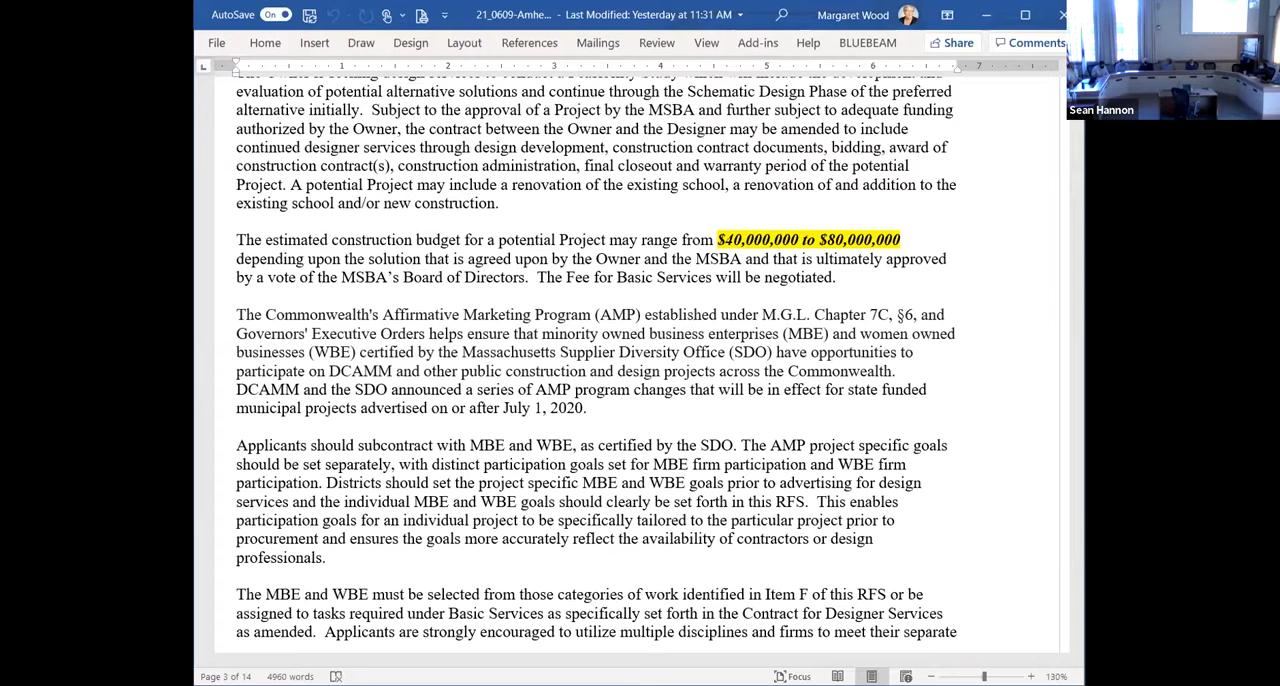 AutoSave On 21_0609-Amhe... - Last Modified: Yesterday at 11:31 AM Margaret Wood
File Home Insert Draw Design Layout References Mailings Review View Add-ins Help BLUEBEAM Share Comments
Sean Hannon
1 2 3 4 5 6 7
evaluation of potential alternative solutions and continue through the Schematic Design Phase of the preferred
alternative initially. Subject to the approval of a Project by the MSBA and further subject to adequate funding
authorized by the Owner, the contract between the Owner and the Designer may be amended to include
continued designer services through design development, construction contract documents, bidding, award of
construction contract(s), construction administration, final closeout and warranty period of the potential
Project. A potential Project may include a renovation of the existing school, a renovation of and addition to the
existing school and/or new construction.
The estimated construction budget for a potential Project may range from $40,000,000 to $80,000,000
depending upon the solution that is agreed upon by the Owner and the MSBA and that is ultimately approved
by a vote of the MSBA's Board of Directors. The Fee for Basic Services will be negotiated.
The Commonwealth's Affirmative Marketing Program (AMP) established under M.G.L. Chapter 7C, §6, and
Governors' Executive Orders helps ensure that minority owned business enterprises (MBE) and women owned
businesses (WBE) certified by the Massachusetts Supplier Diversity Office (SDO) have opportunities to
participate on DCAMM and other public construction and design projects across the Commonwealth.
DCAMM and the SDO announced a series of AMP program changes that will be in effect for state funded
municipal projects advertised on or after July 1, 2020.
Applicants should subcontract with MBE and WBE, as certified by the SDO. The AMP project specific goals
should be set separately, with distinct participation goals set for MBE firm participation and WBE firm
participation. Districts should set the project specific MBE and WBE goals prior to advertising for design
services and the individual MBE and WBE goals should clearly be set forth in this RFS. This enables
participation goals for an individual project to be specifically tailored to the particular project prior to
procurement and ensures the goals more accurately reflect the availability of contractors or design
professionals.
The MBE and WBE must be selected from those categories of work identified in Item F of this RFS or be
assigned to tasks required under Basic Services as specifically set forth in the Contract for Designer Services
as amended. Applicants are strongly encouraged to utilize multiple disciplines and firms to meet their separate
Page 3 of 14 4960 words Focus 130%